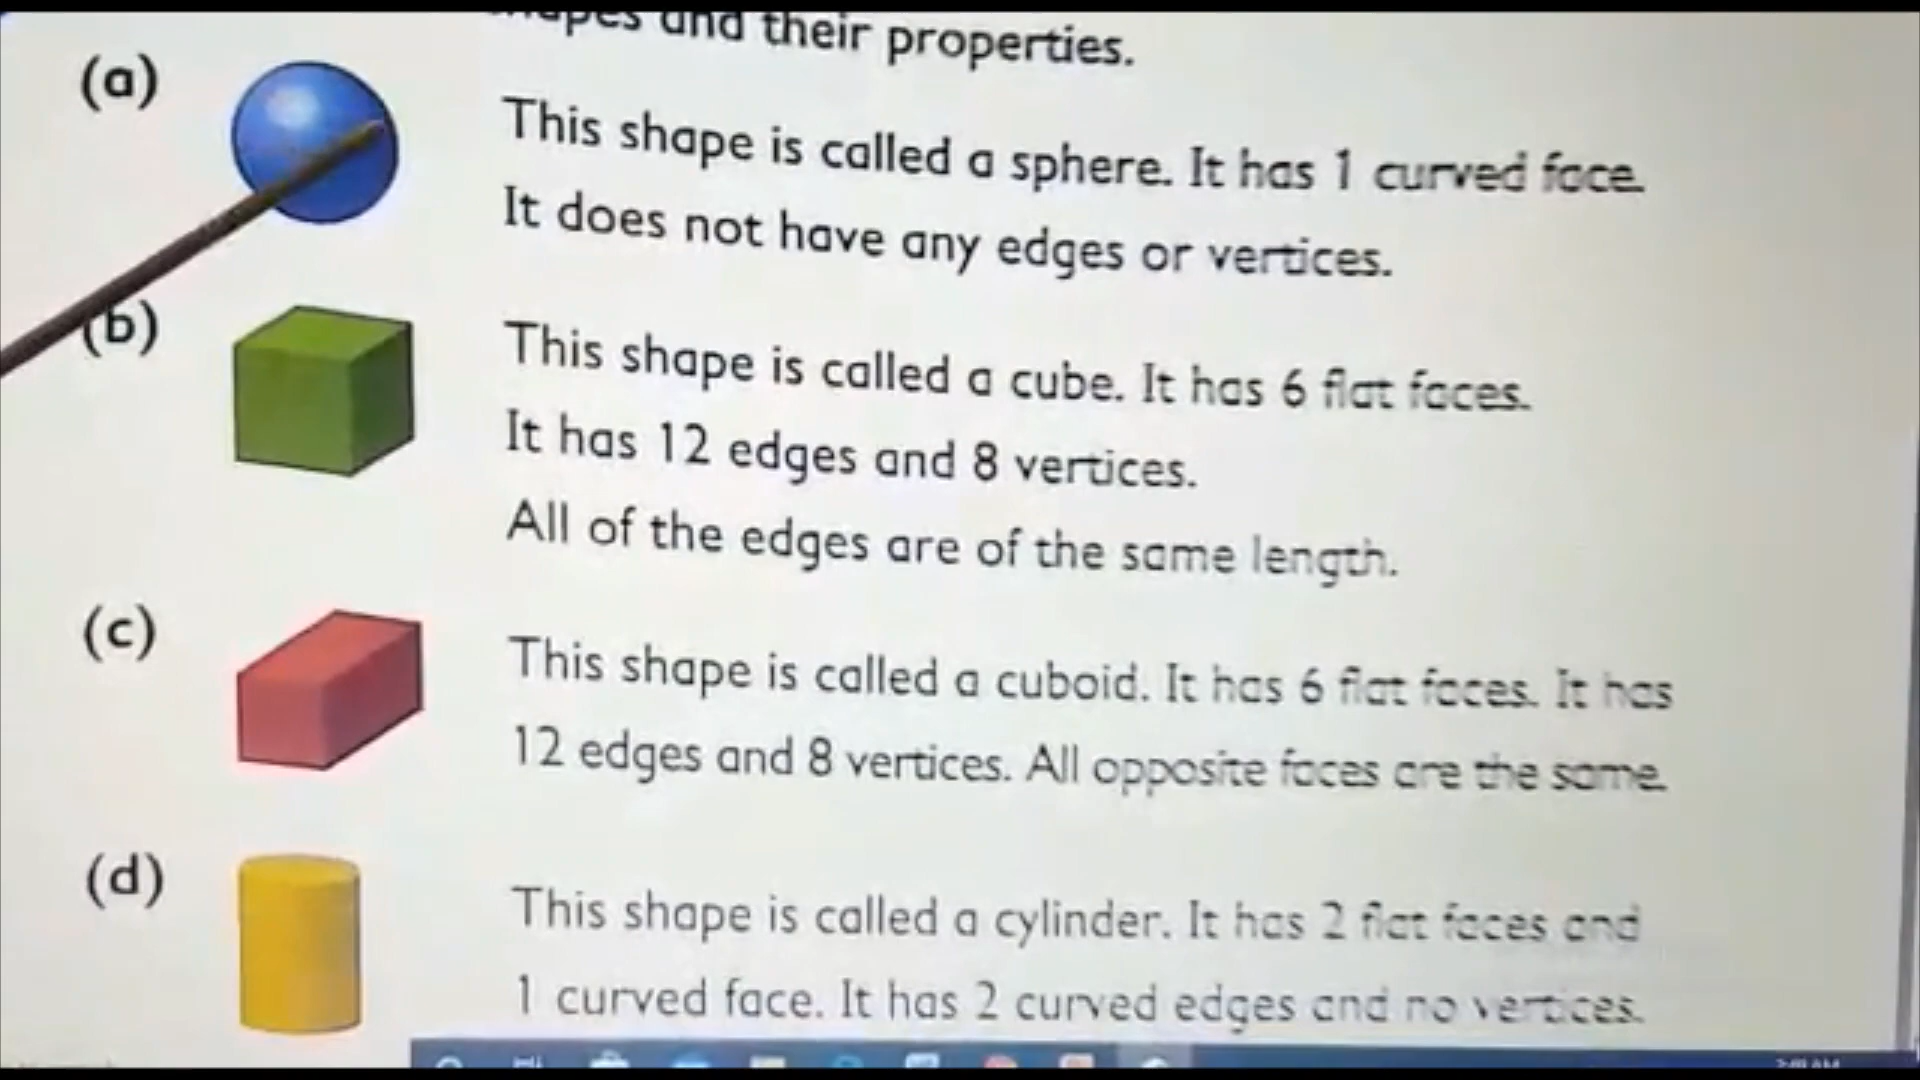 and their properties.
(a)
This shape is called a sphere. It has 1 curved face.
It does not have any edges or vertices.
(b)
This shape is called a cube. It has 6 flat faces.
It has 12 edges and 8 vertices.
All of the edges are of the same length.
(c)
This shape is called a cuboid. It has 6 flat faces. It has
12 edges and 8 vertices. All opposite faces are the same.
(d)
This shape is called a cylinder. It has 2 flat faces and
1 curved face. It has 2 curved edges and no vertices.